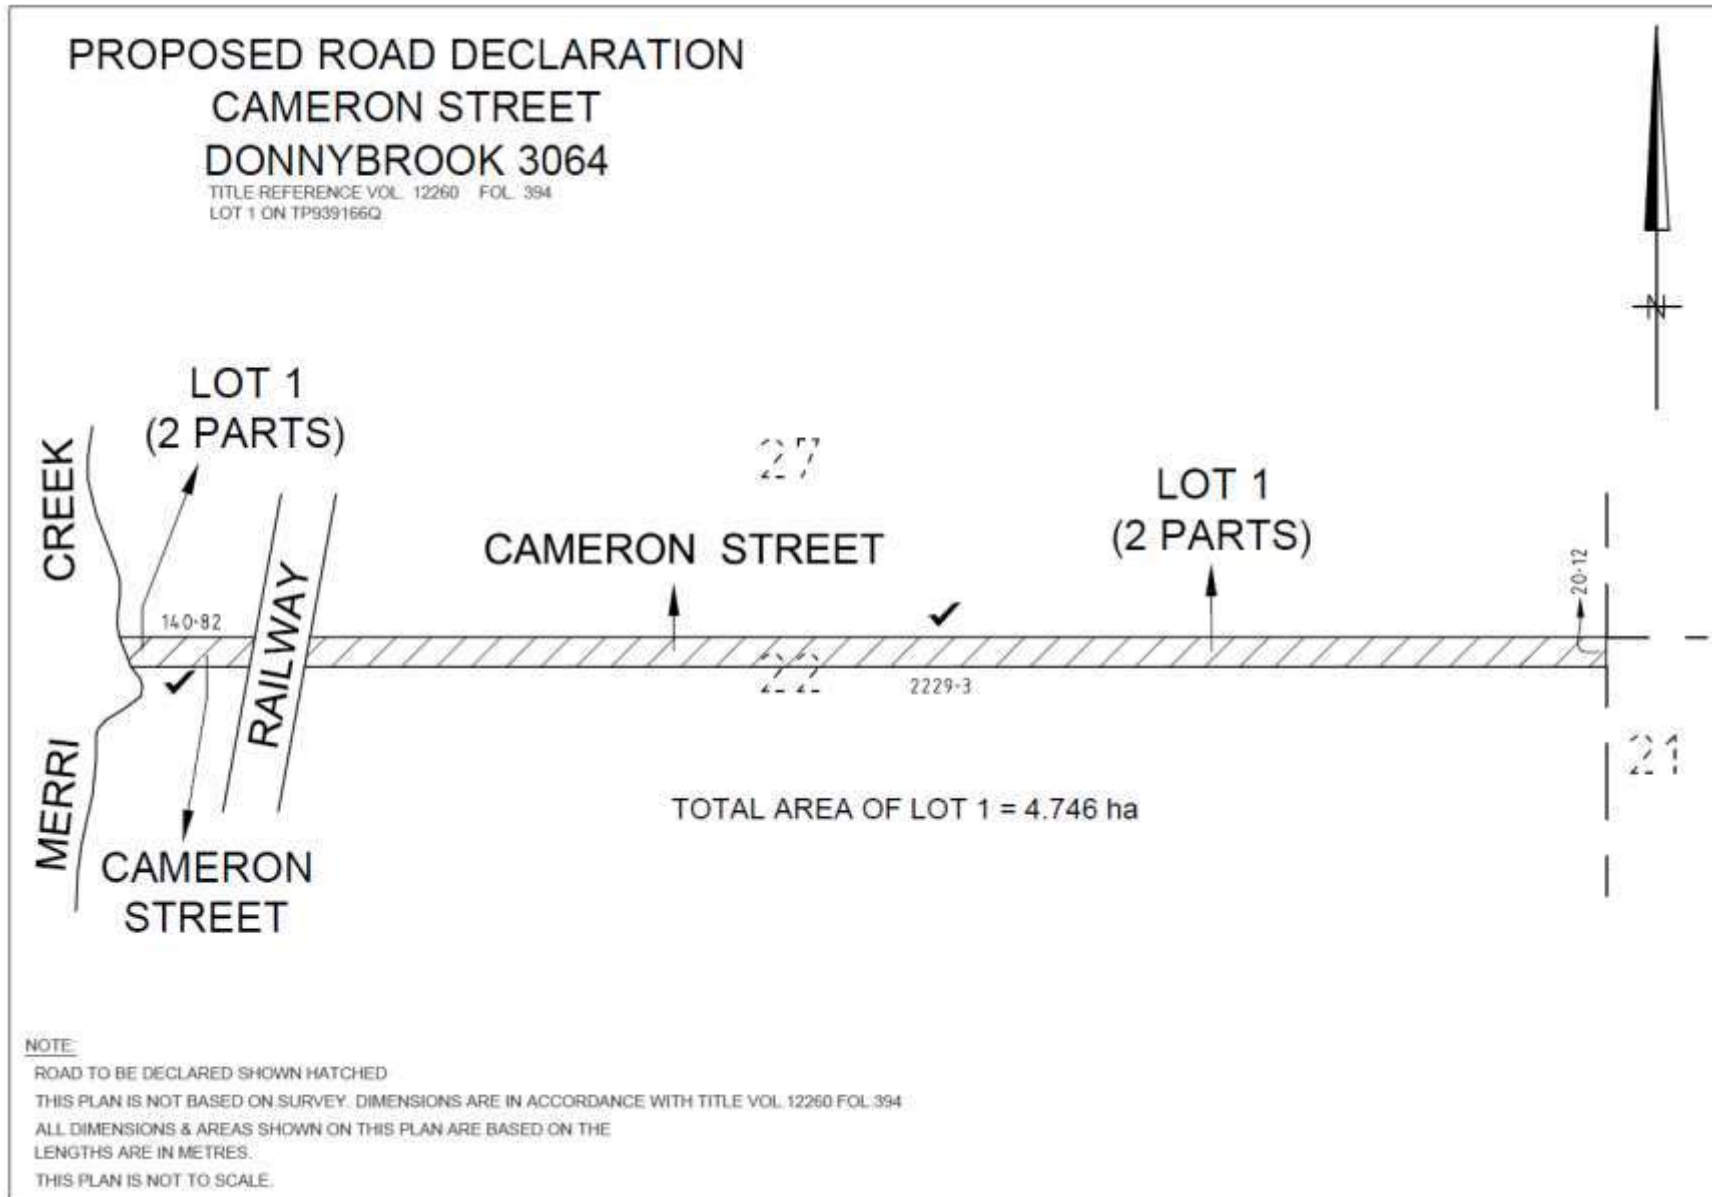 PROPOSED ROAD DECLARATION
CAMERON STREET
DONNYBROOK 3064
TITLE REFERENCE VOL. 12260 FOL. 394
LOT 1 ON TP939166Q
N
LOT 1
(2 PARTS)
CREEK
27
LOT 1
(2 PARTS)
CAMERON STREET
20·12
140·82
RAILWAY
22
2229·3
21
MERRI
TOTAL AREA OF LOT 1 = 4.746 ha
CAMERON
STREET
NOTE:
ROAD TO BE DECLARED SHOWN HATCHED
THIS PLAN IS NOT BASED ON SURVEY. DIMENSIONS ARE IN ACCORDANCE WITH TITLE VOL.12260 FOL.394
ALL DIMENSIONS & AREAS SHOWN ON THIS PLAN ARE BASED ON THE
LENGTHS ARE IN METRES.
THIS PLAN IS NOT TO SCALE.